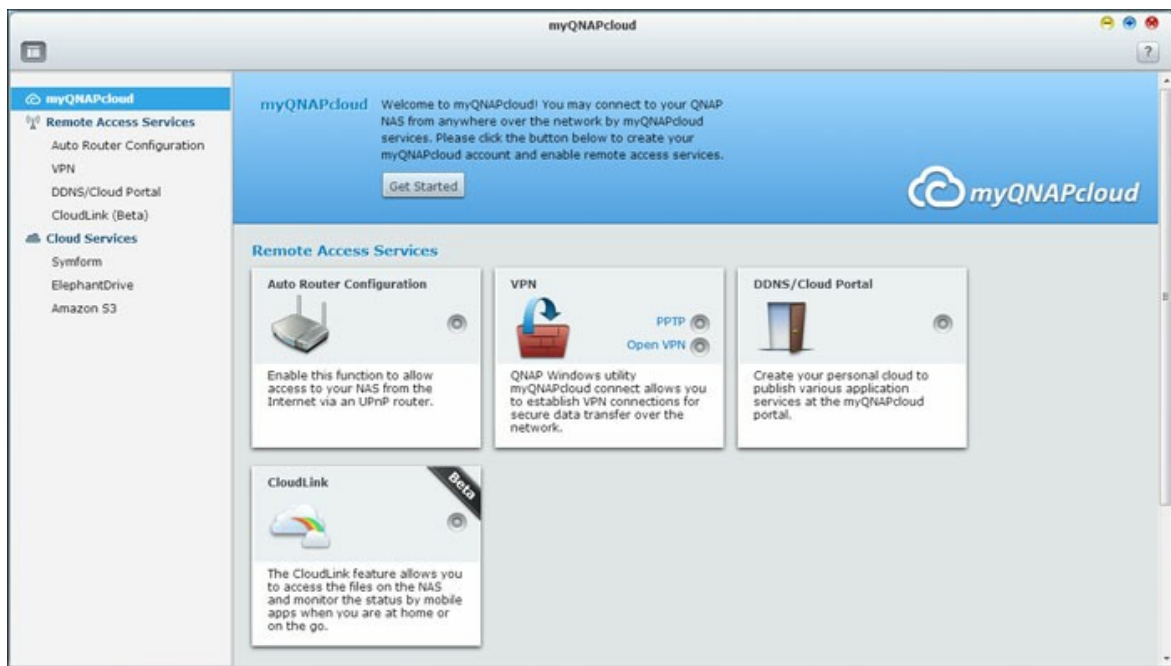 myQNAPcloud
?
myQNAPcloud
Remote Access Services
Auto Router Configuration
VPN
DDNS/Cloud Portal
CloudLink (Beta)
Cloud Services
Symform
ElephantDrive
Amazon S3
myQNAPcloud
Welcome to myQNAPcloud! You may connect to your QNAP
NAS from anywhere over the network by myQNAPcloud
services. Please click the button below to create your
myQNAPcloud account and enable remote access services.
Get Started
myQNAPcloud
Remote Access Services
Auto Router Configuration
Enable this function to allow
access to your NAS from the
Internet via an UPnP router.
VPN
PPTP
Open VPN
QNAP Windows utility
myQNAPcloud connect allows you
to establish VPN connections for
secure data transfer over the
network.
DDNS/Cloud Portal
Create your personal cloud to
publish various application
services at the myQNAPcloud
portal.
CloudLink
Beta
The CloudLink feature allows you
to access the files on the NAS
and monitor the status by mobile
apps when you are at home or
on the go.